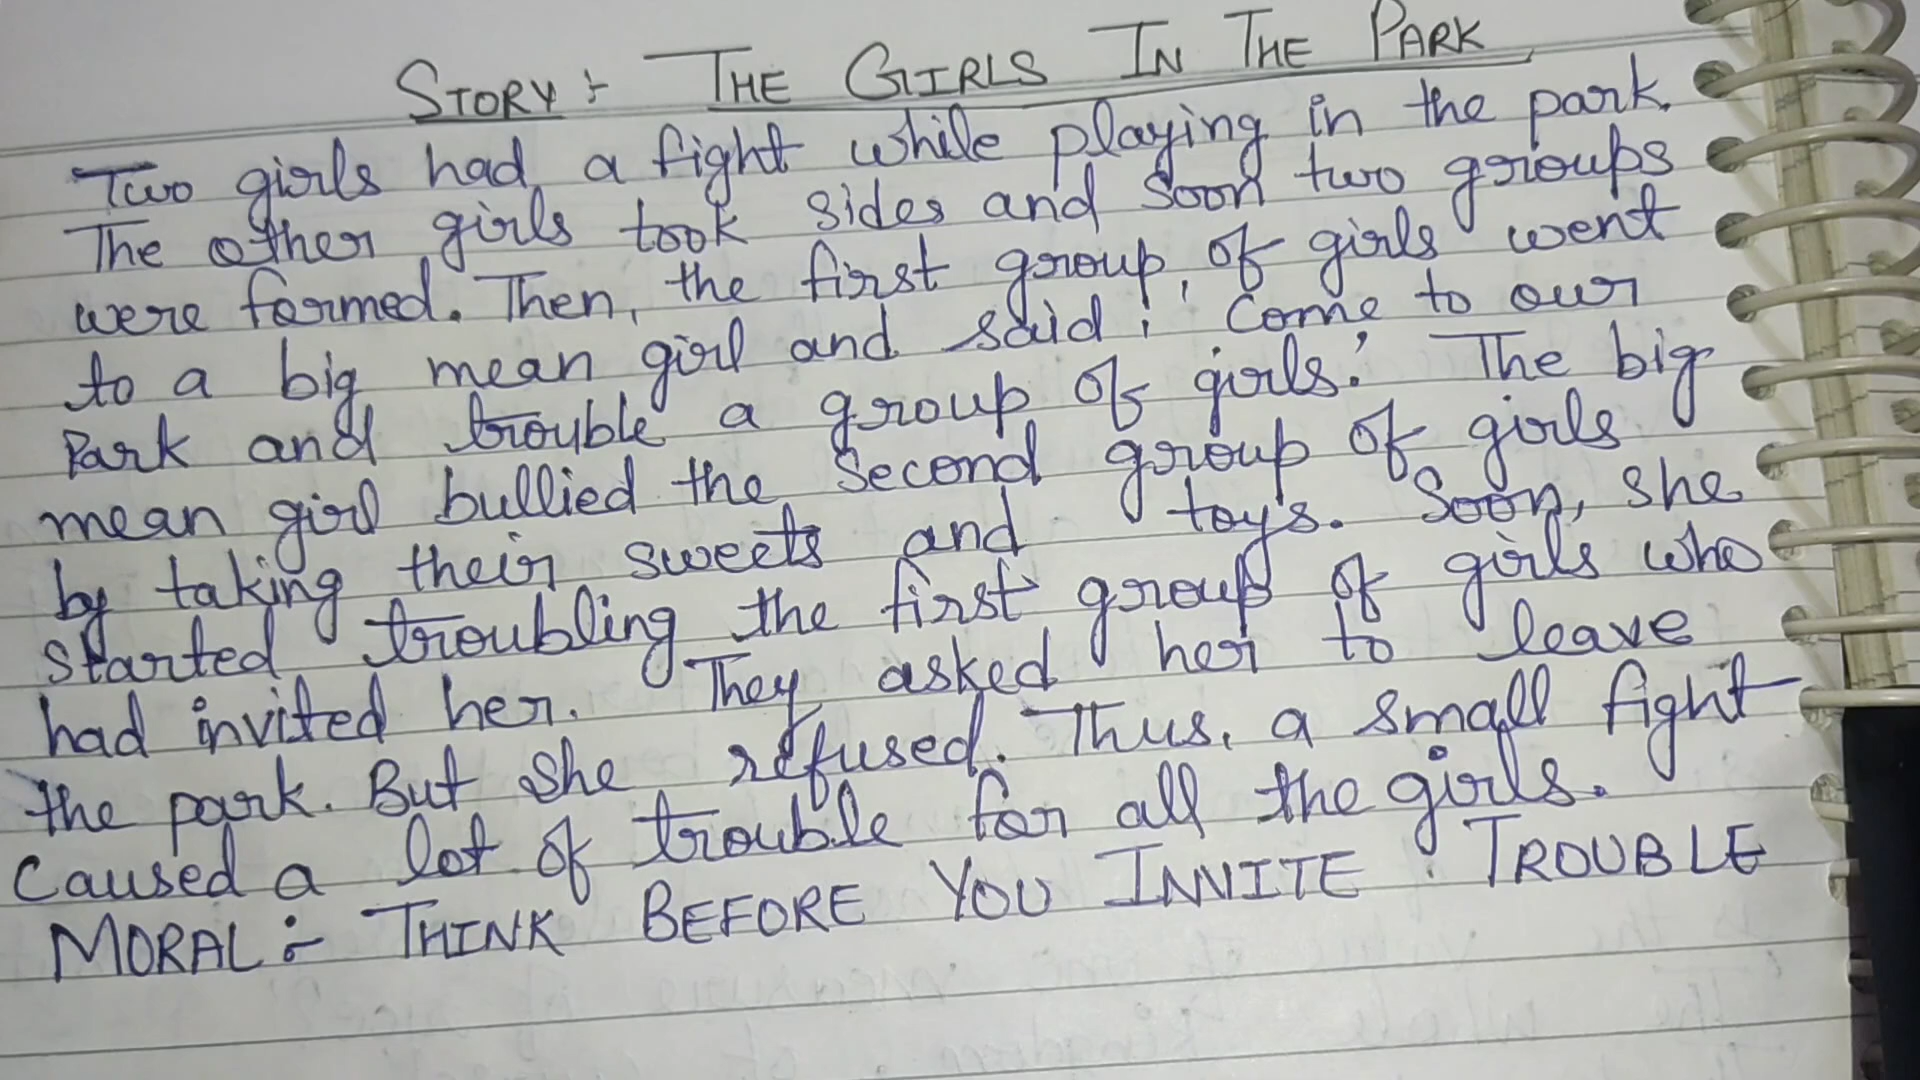 STORY :- THE GIRLS IN THE PARK
Two girls had a fight while playing in the park.
The other girls took sides and soon two groups
were formed. Then, the first group, of girls went
to a big mean girl and said: 'Come to our
Park and trouble a group of girls.' The big
mean girl bullied the second group of girls
by taking their sweets and toys. Soon, she
started troubling the first group of girls who
had invited her. They asked her to leave
the park. But she refused. Thus, a small fight
Caused a lot of trouble for all the girls.
MORAL :- THINK BEFORE YOU INVITE TROUBLE